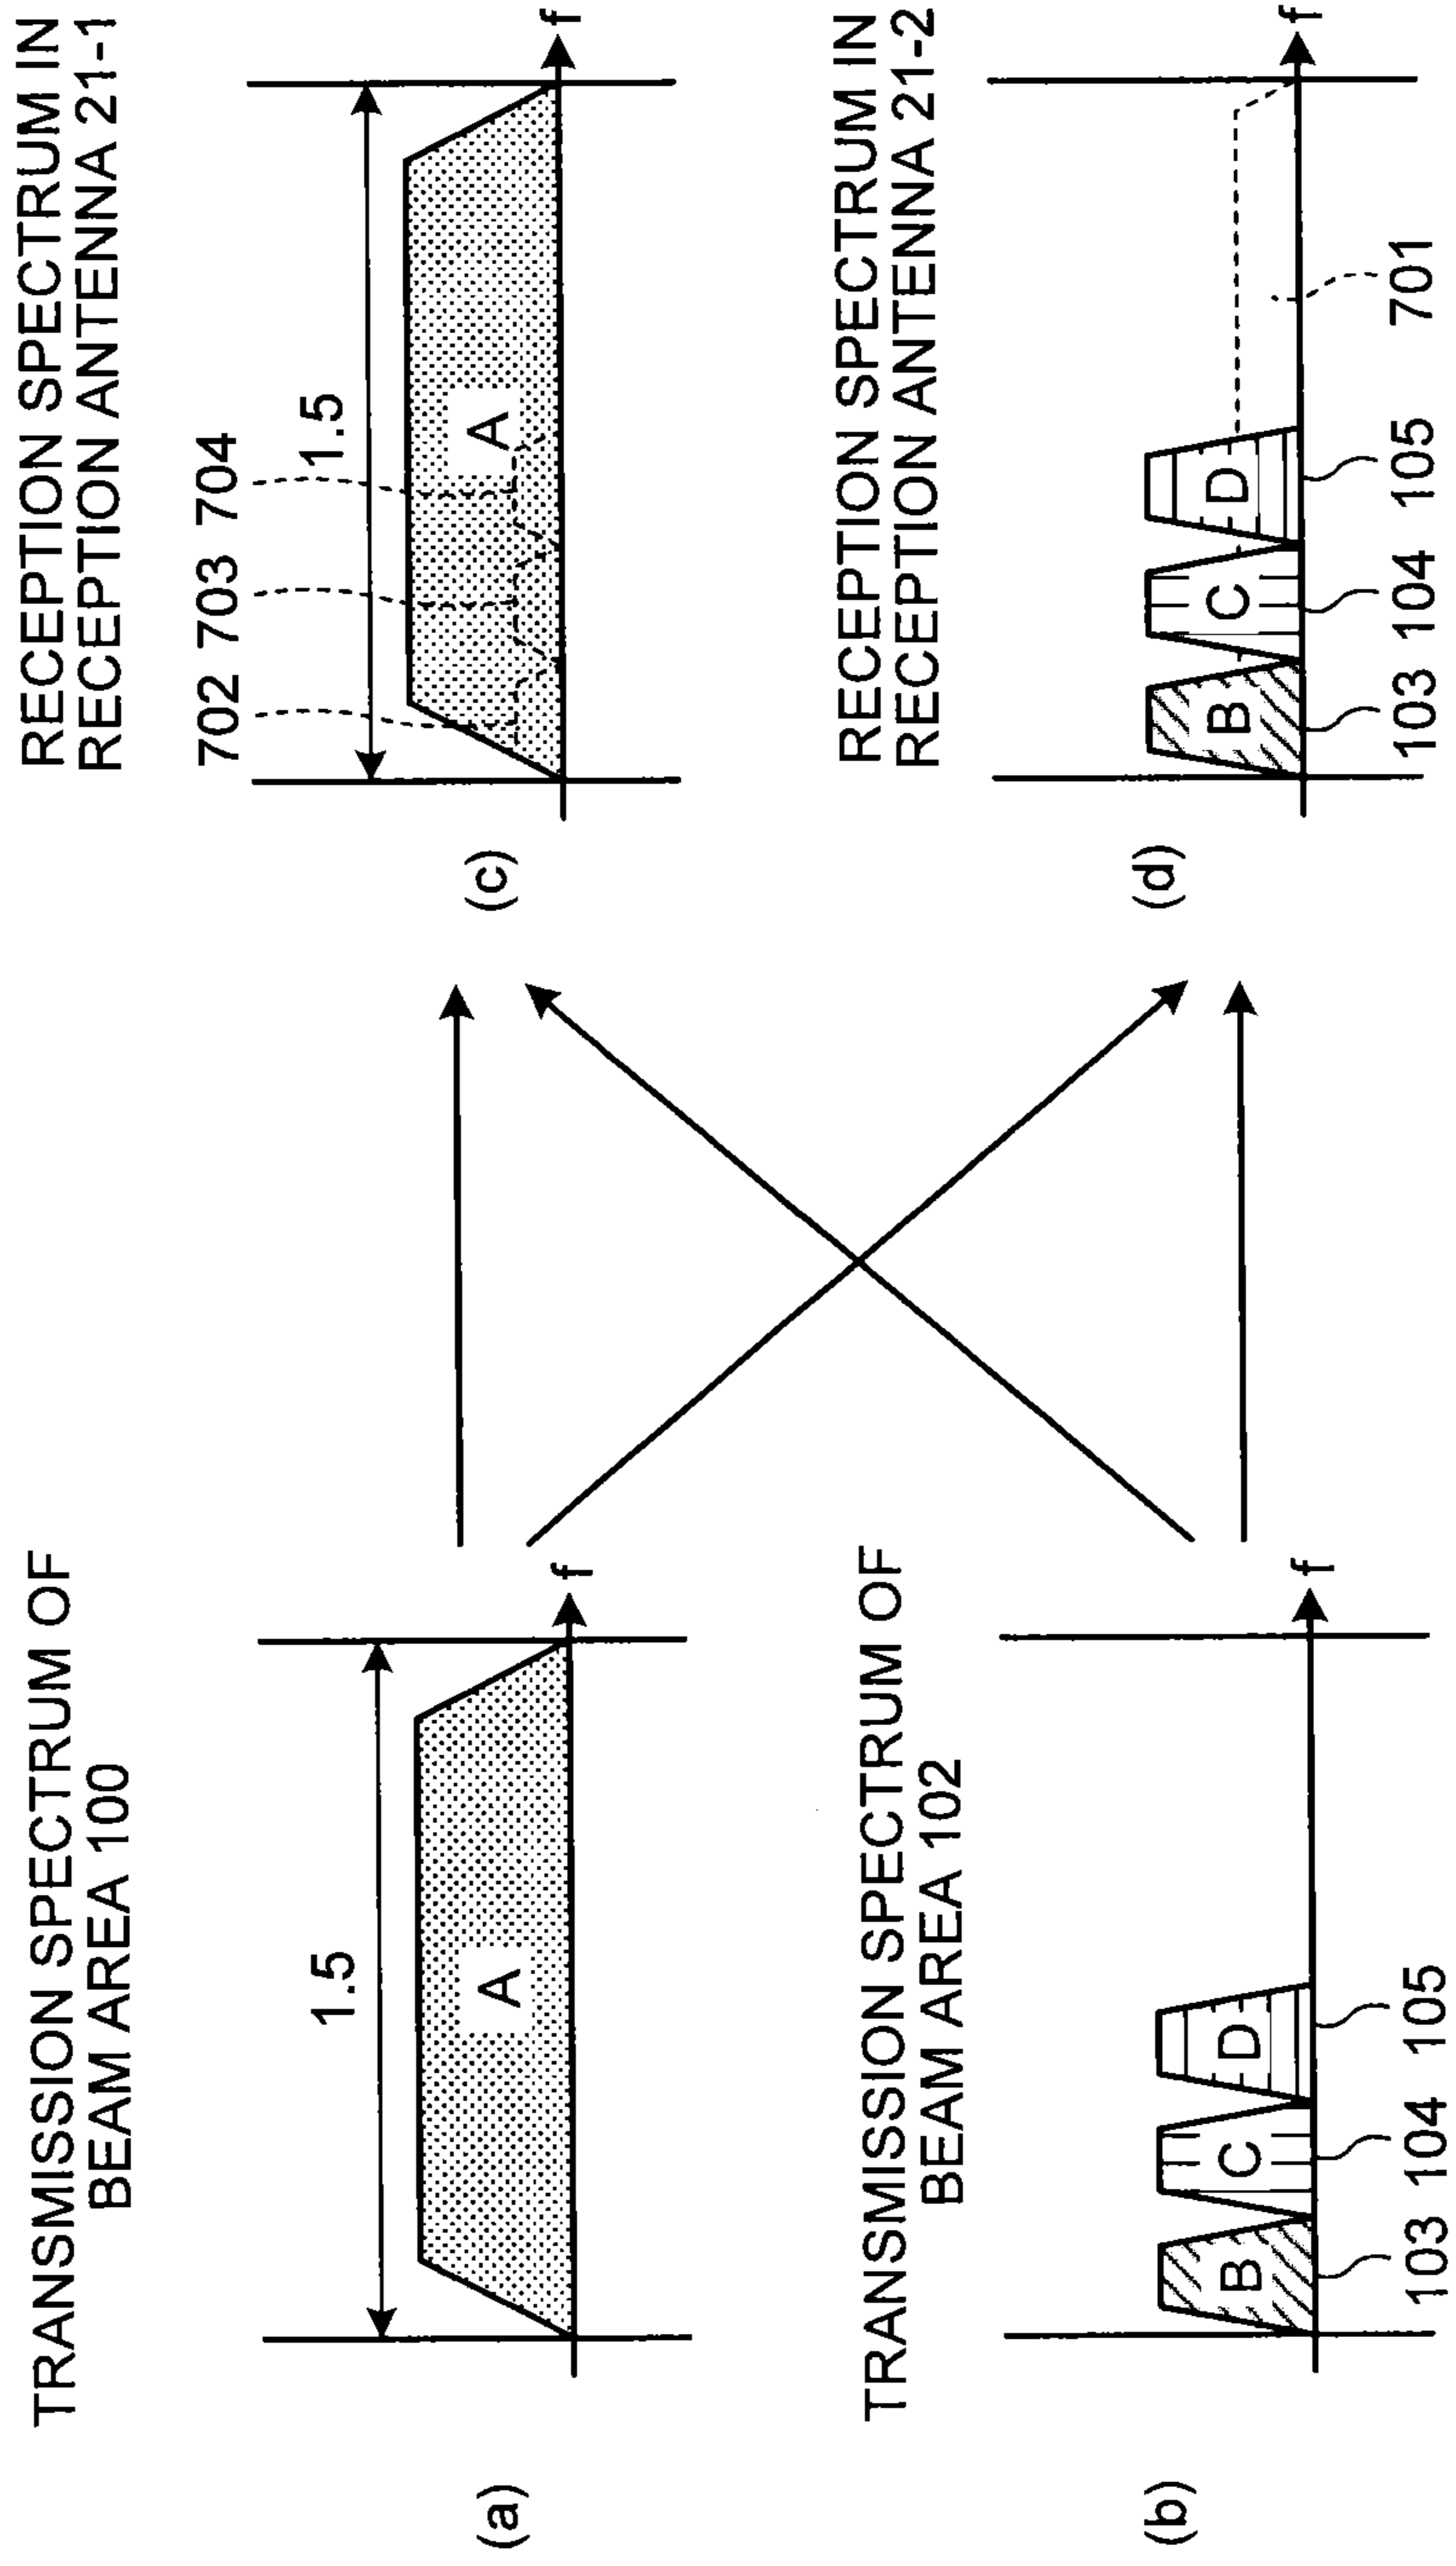 TRANSMISSION SPECTRUM OF
BEAM AREA 100
(a)
1.5
A
f
TRANSMISSION SPECTRUM OF
BEAM AREA 102
(b)
B
C
D
f
103
104
105
RECEPTION SPECTRUM IN
RECEPTION ANTENNA 21-1
702 703 704
1.5
(c)
A
f
RECEPTION SPECTRUM IN
RECEPTION ANTENNA 21-2
(d)
B
C
D
f
103
104
105
701